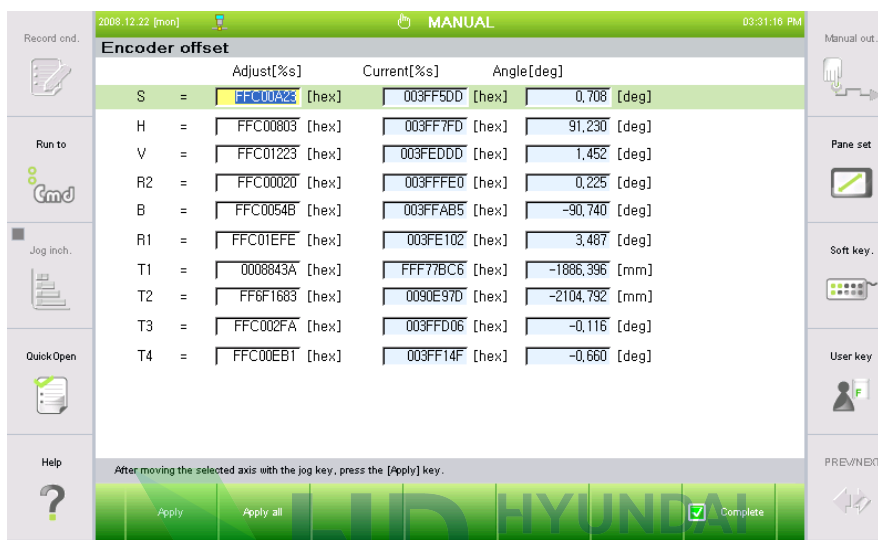 2008.12.22 [mon] MANUAL 03:31:16 PM
Encoder offset
Adjust[%s] Current[%s] Angle[deg]
S = FFC00A23 [hex] 003FF5DD [hex] 0,708 [deg]
H = FFC00803 [hex] 003FF7FD [hex] 91,230 [deg]
V = FFC01223 [hex] 003FEDDD [hex] 1,452 [deg]
R2 = FFC00020 [hex] 003FFFE0 [hex] 0,225 [deg]
B = FFC0054B [hex] 003FFAB5 [hex] -90,740 [deg]
R1 = FFC01EFE [hex] 003FE102 [hex] 3,487 [deg]
T1 = 0008843A [hex] FFF77BC6 [hex] -1886,396 [mm]
T2 = FF6F1683 [hex] 0090E97D [hex] -2104,792 [mm]
T3 = FFC002FA [hex] 003FFD06 [hex] -0,116 [deg]
T4 = FFC00EB1 [hex] 003FF14F [hex] -0,660 [deg]
After moving the selected axis with the jog key, press the [Apply] key.
Apply Apply all Complete
HD HYUNDAI
Record cnd.
Run to
Cmd
Jog inch.
QuickOpen
Help
?
Manual out.
Pane set
Soft key.
User key
F
PREV/NEXT